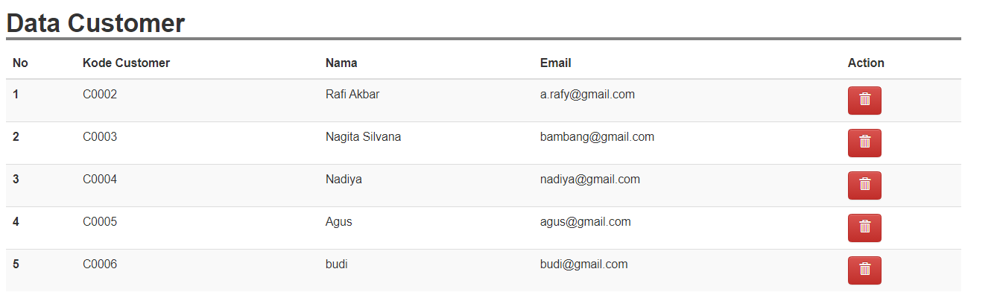 Data Customer
No Kode Customer Nama Email Action
1 C0002 Rafi Akbar a.rafy@gmail.com
2 C0003 Nagita Silvana bambang@gmail.com
3 C0004 Nadiya nadiya@gmail.com
4 C0005 Agus agus@gmail.com
5 C0006 budi budi@gmail.com